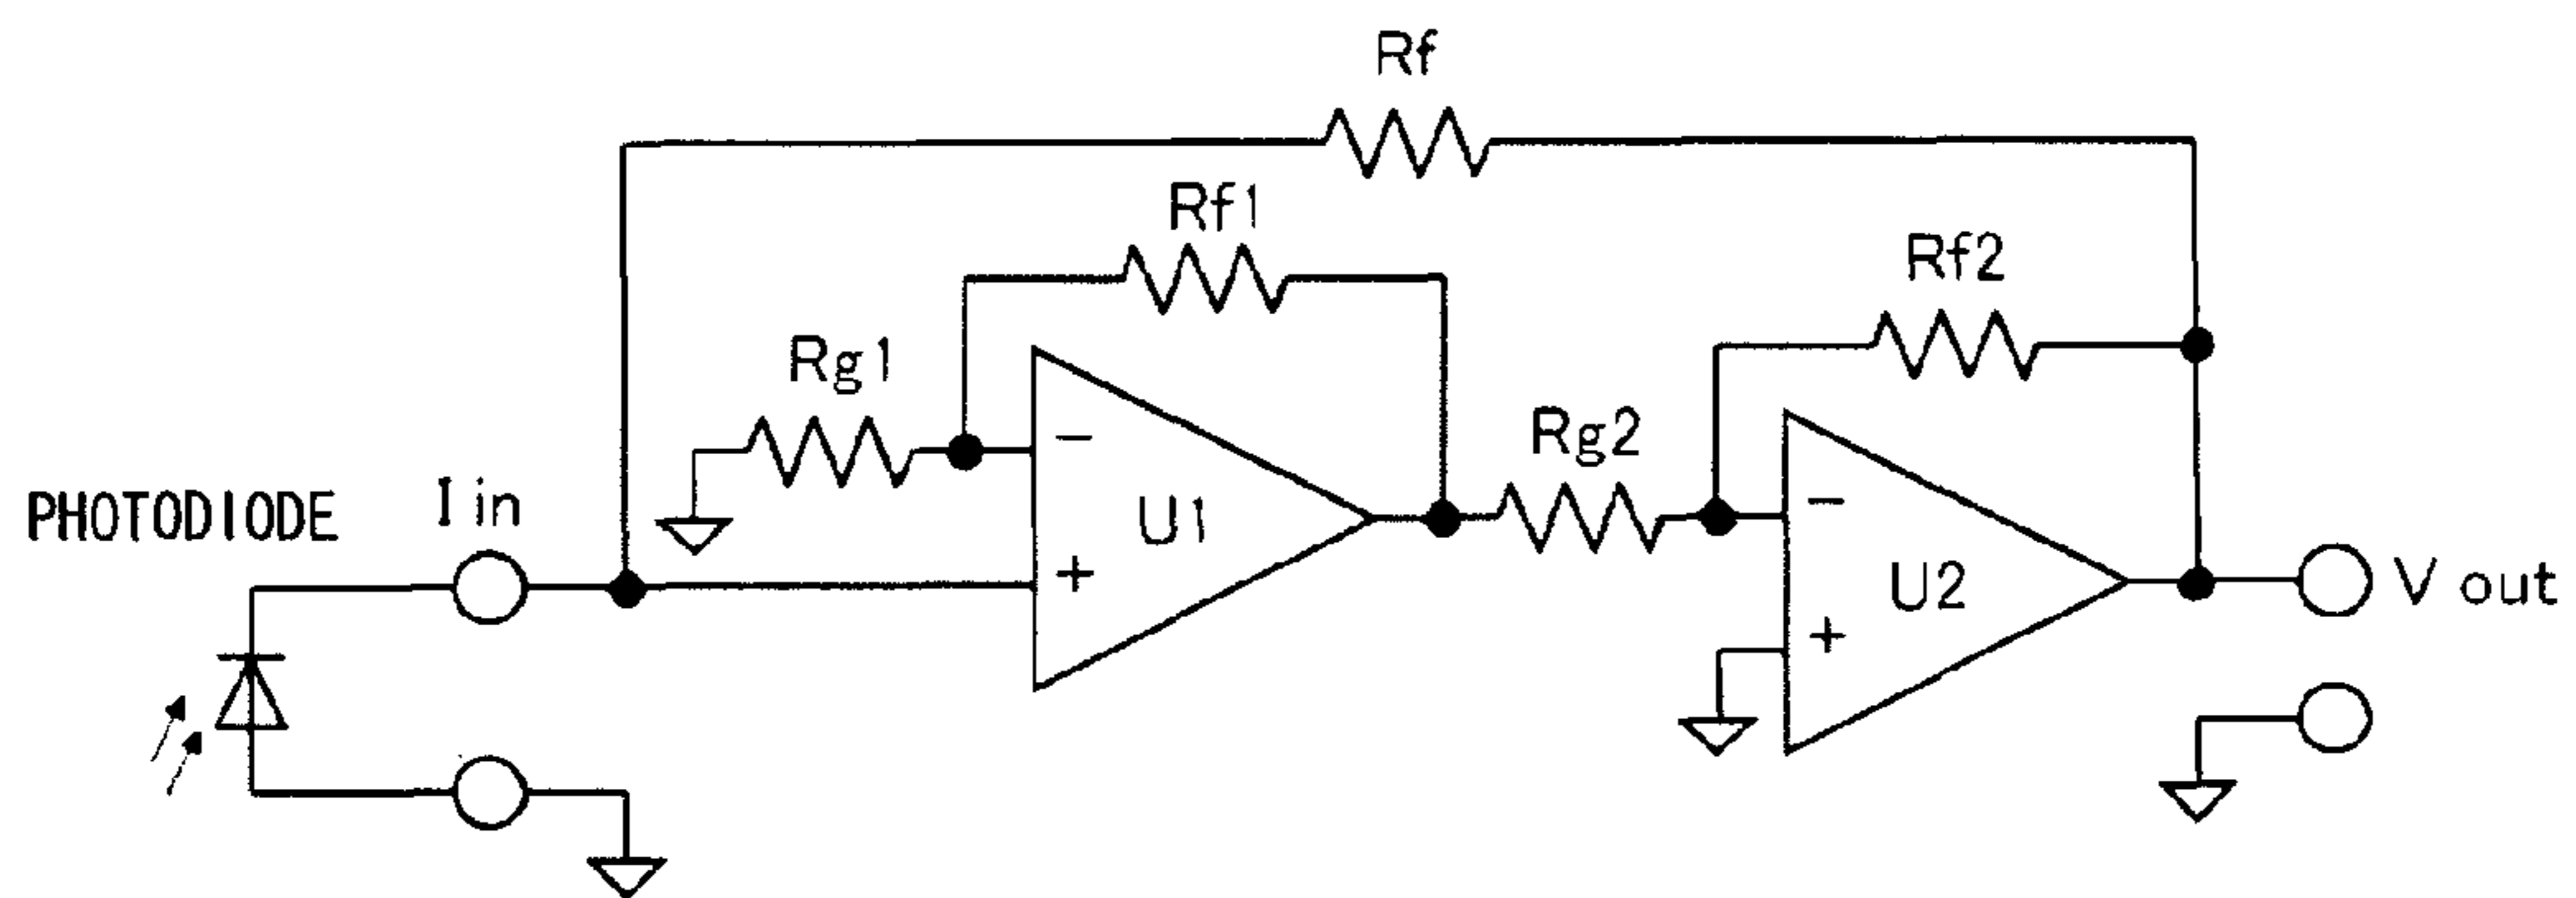 Rf
Rf1
Rf2
Rg1
Rg2
PHOTODIODE
I in
−
+
U1
−
+
U2
V out